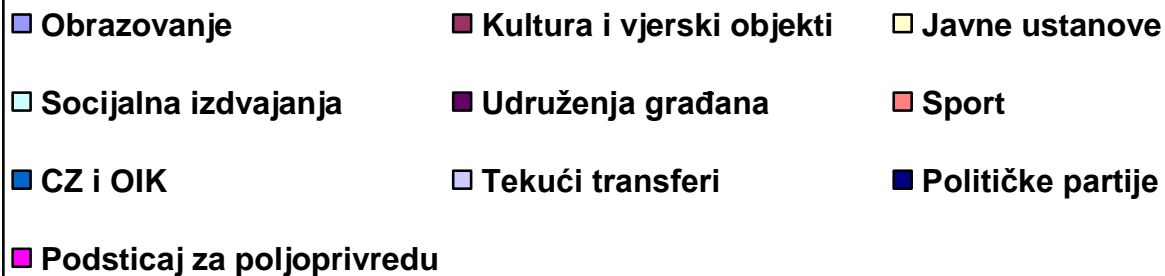 Obrazovanje Kultura i vjerski objekti Javne ustanove
Socijalna izdvajanja Udruženja građana Sport
CZ i OIK Tekući transferi Političke partije
Podsticaj za poljoprivredu